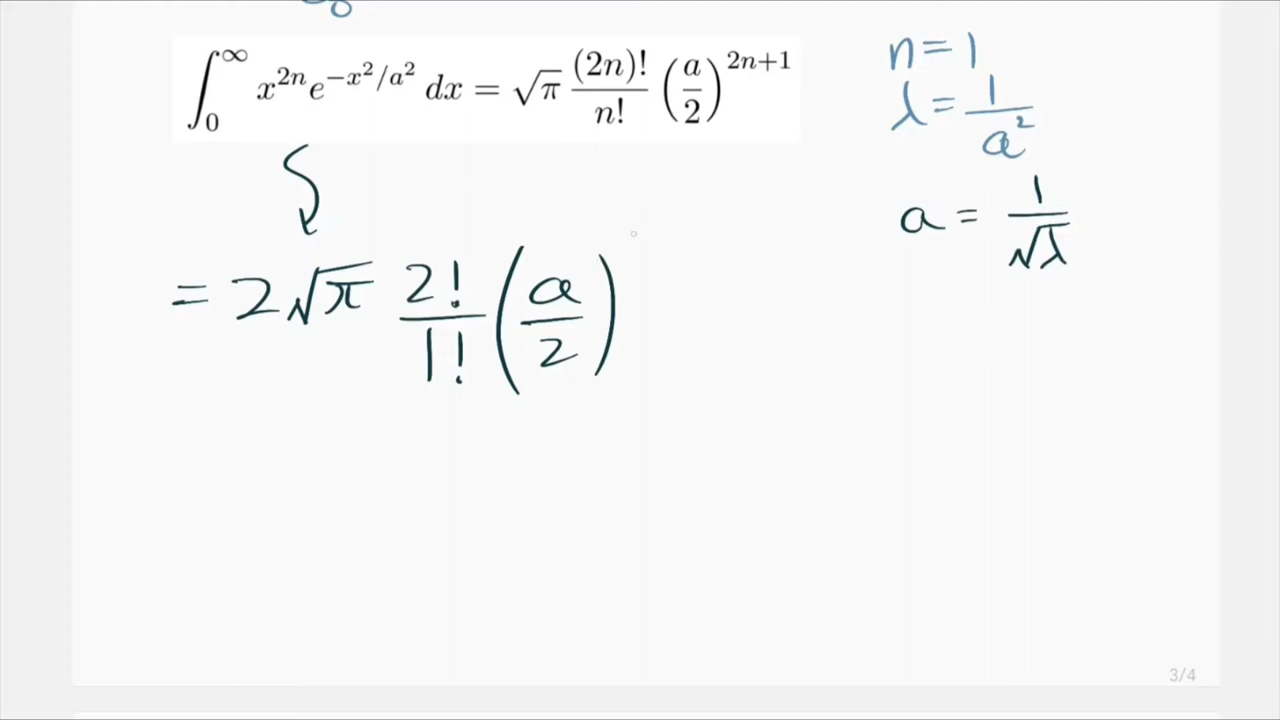 ∫₀^∞ x^{2n} e^{-x²/a²} dx = √π (2n)!/n! (a/2)^{2n+1}
n = 1
λ = 1/a²
a = 1/√λ
= 2√π 2!/1! (a/2)
3/4